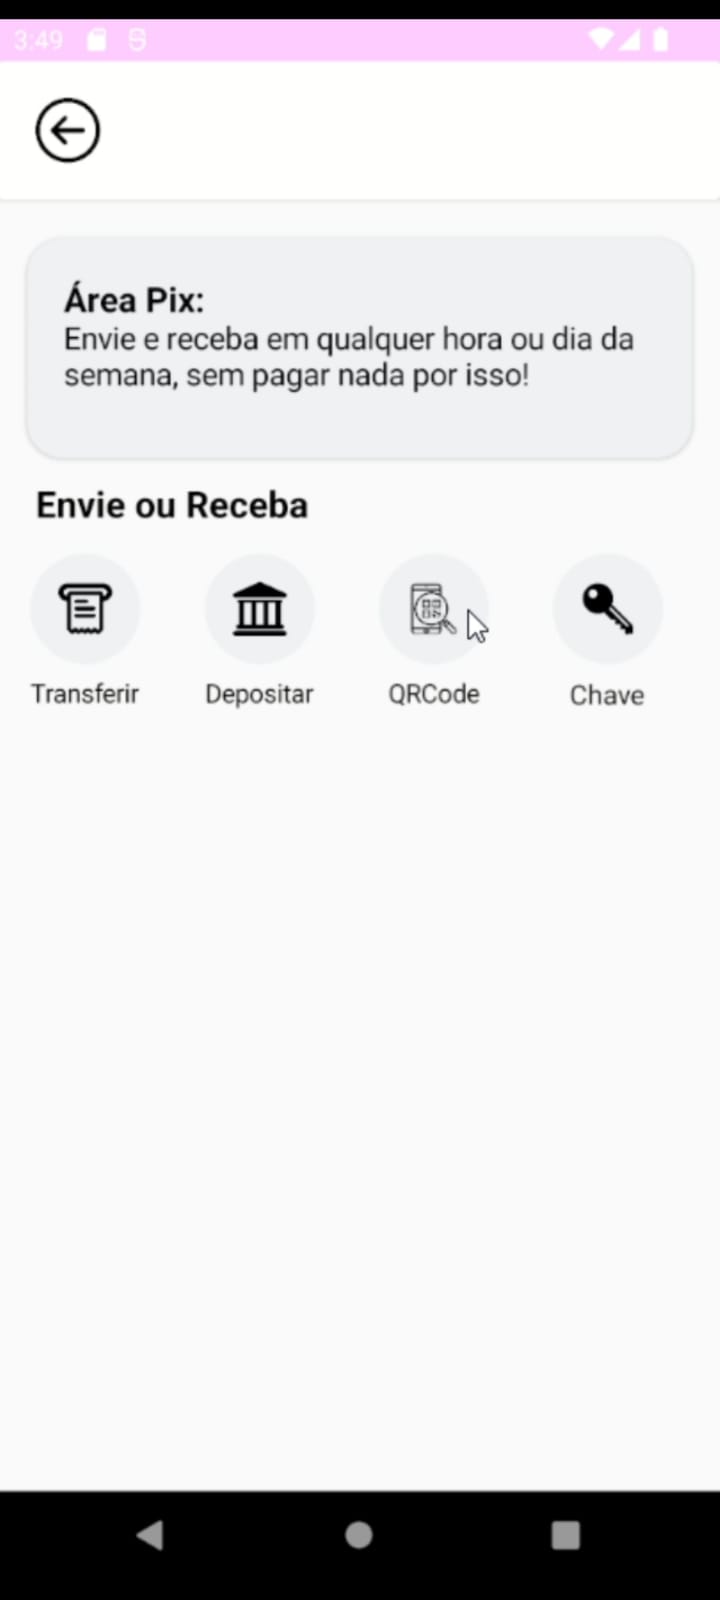 3:49
Área Pix:
Envie e receba em qualquer hora ou dia da
semana, sem pagar nada por isso!
Envie ou Receba
Transferir
Depositar
QRCode
Chave